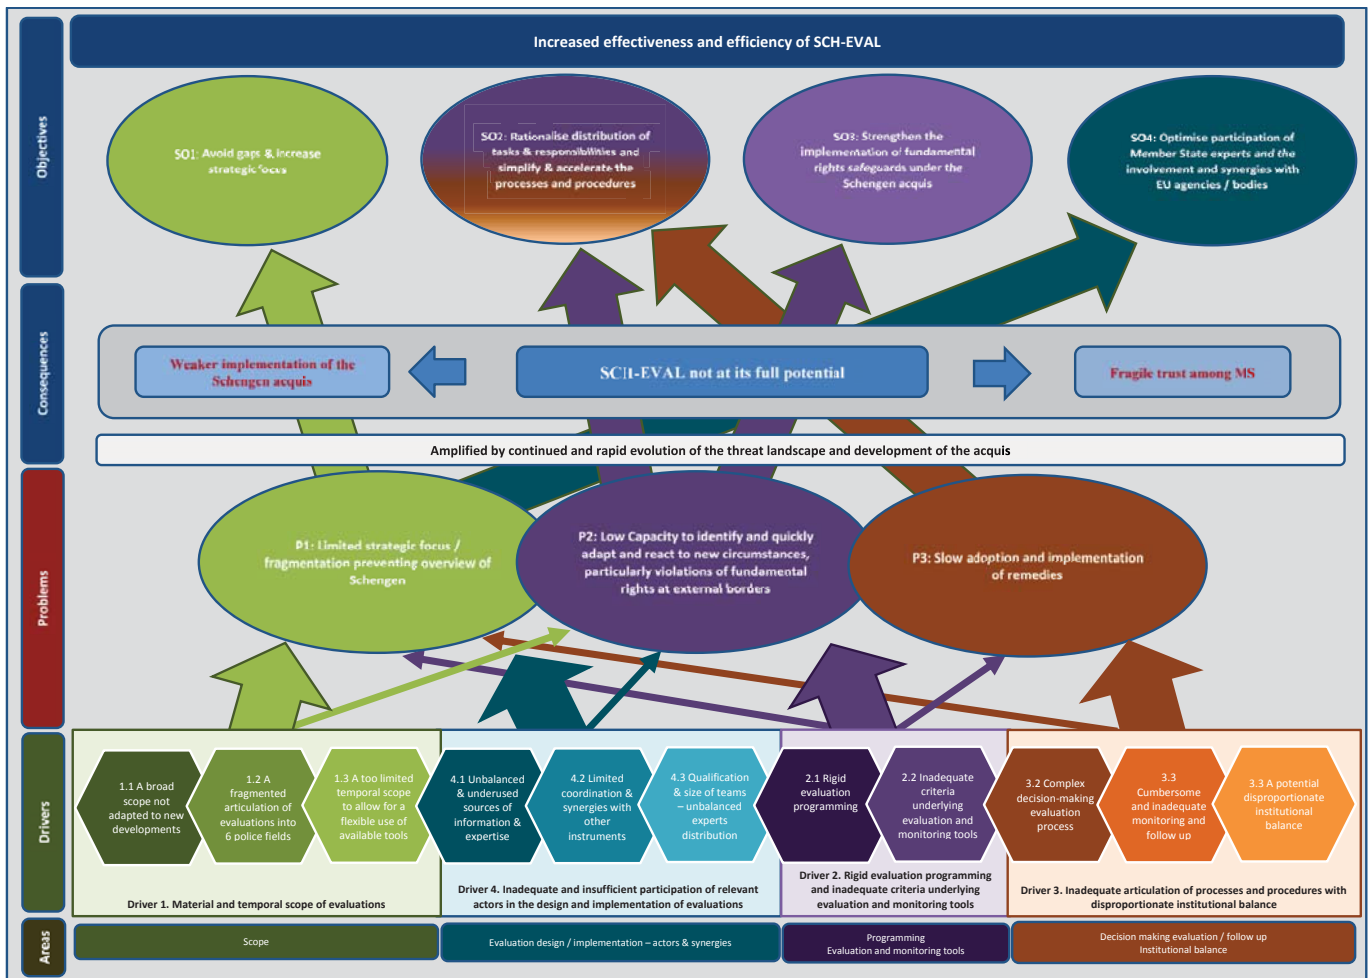 Objectives
Increased effectiveness and efficiency of SCH-EVAL
SO1: Avoid gaps & increase
strategic focus
SO2: Rationalise distribution of
tasks & responsibilities and
simplify & accelerate the
processes and procedures
SO3: Strengthen the
implementation of fundamental
rights safeguards under the
Schengen acquis
SO4: Optimise participation of
Member State experts and the
involvement and synergies with
EU agencies / bodies
Consequences
Weaker implementation of the
Schengen acquis
SCH-EVAL not at its full potential
Fragile trust among MS
Amplified by continued and rapid evolution of the threat landscape and development of the acquis
Problems
P1: Limited strategic focus /
fragmentation preventing overview of
Schengen
P2: Low Capacity to identify and quickly
adapt and react to new circumstances,
particularly violations of fundamental
rights at external borders
P3: Slow adoption and implementation
of remedies
Drivers
1.1 A broad
scope not
adapted to new
developments
1.2 A
fragmented
articulation of
evaluations into
6 police fields
1.3 A too limited
temporal scope
to allow for a
flexible use of
available tools
4.1 Unbalanced
& underused
sources of
information &
expertise
4.2 Limited
coordination &
synergies with
other
instruments
4.3 Qualification
& size of teams
– unbalanced
experts
distribution
2.1 Rigid
evaluation
programming
2.2 Inadequate
criteria
underlying
evaluation and
monitoring tools
3.2 Complex
decision-making
evaluation
process
3.3
Cumbersome
and inadequate
monitoring and
follow up
3.3 A potential
disproportionate
institutional
balance
Driver 1. Material and temporal scope of evaluations
Driver 4. Inadequate and insufficient participation of relevant
actors in the design and implementation of evaluations
Driver 2. Rigid evaluation programming
and inadequate criteria underlying
evaluation and monitoring tools
Driver 3. Inadequate articulation of processes and procedures with
disproportionate institutional balance
Areas
Scope
Evaluation design / implementation – actors & synergies
Programming
Evaluation and monitoring tools
Decision making evaluation / follow up
Institutional balance